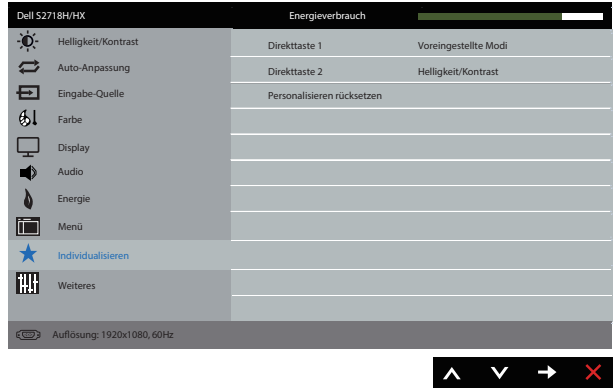 Dell S2718H/HX
Energieverbrauch
Helligkeit/Kontrast
Auto-Anpassung
Eingabe-Quelle
Farbe
Display
Audio
Energie
Menü
Individualisieren
Weiteres
Direkttaste 1 Voreingestellte Modi
Direkttaste 2 Helligkeit/Kontrast
Personalisieren rücksetzen
Auflösung: 1920x1080, 60Hz